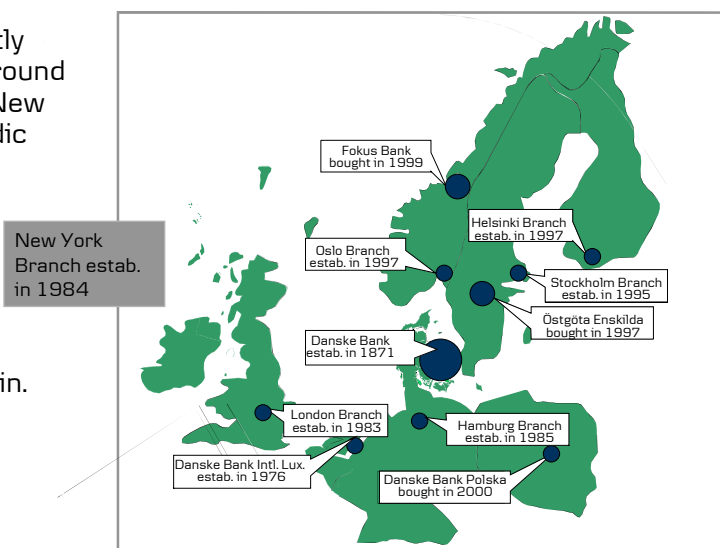 tly
ound
New
dic
in.
New York
Branch estab.
in 1984
Fokus Bank
bought in 1999
Helsinki Branch
estab. in 1997
Oslo Branch
estab. in 1997
Stockholm Branch
estab. in 1995
Östgöta Enskilda
bought in 1997
Danske Bank
estab. in 1871
London Branch
estab. in 1983
Hamburg Branch
estab. in 1985
Danske Bank Intl. Lux.
estab. in 1976
Danske Bank Polska
bought in 2000